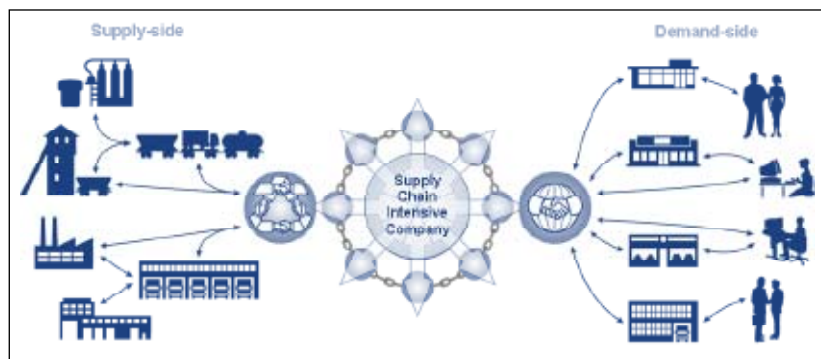 Supply-side
Demand-side
Supply
Chain
Intensive
Company